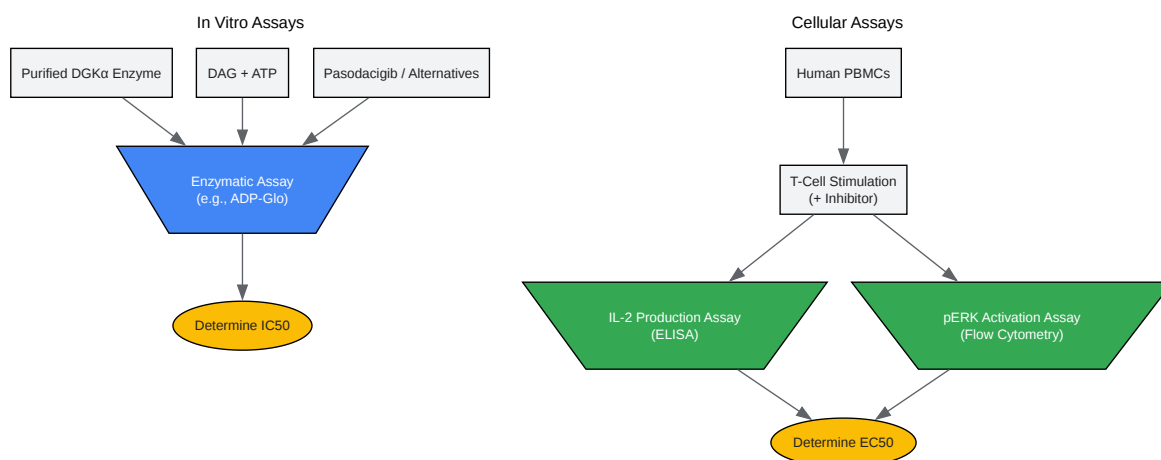 In Vitro Assays
Purified DGKα Enzyme
DAG + ATP
Pasodacigib / Alternatives
Enzymatic Assay
(e.g., ADP-Glo)
Determine IC50
Cellular Assays
Human PBMCs
T-Cell Stimulation
(+ Inhibitor)
IL-2 Production Assay
(ELISA)
pERK Activation Assay
(Flow Cytometry)
Determine EC50